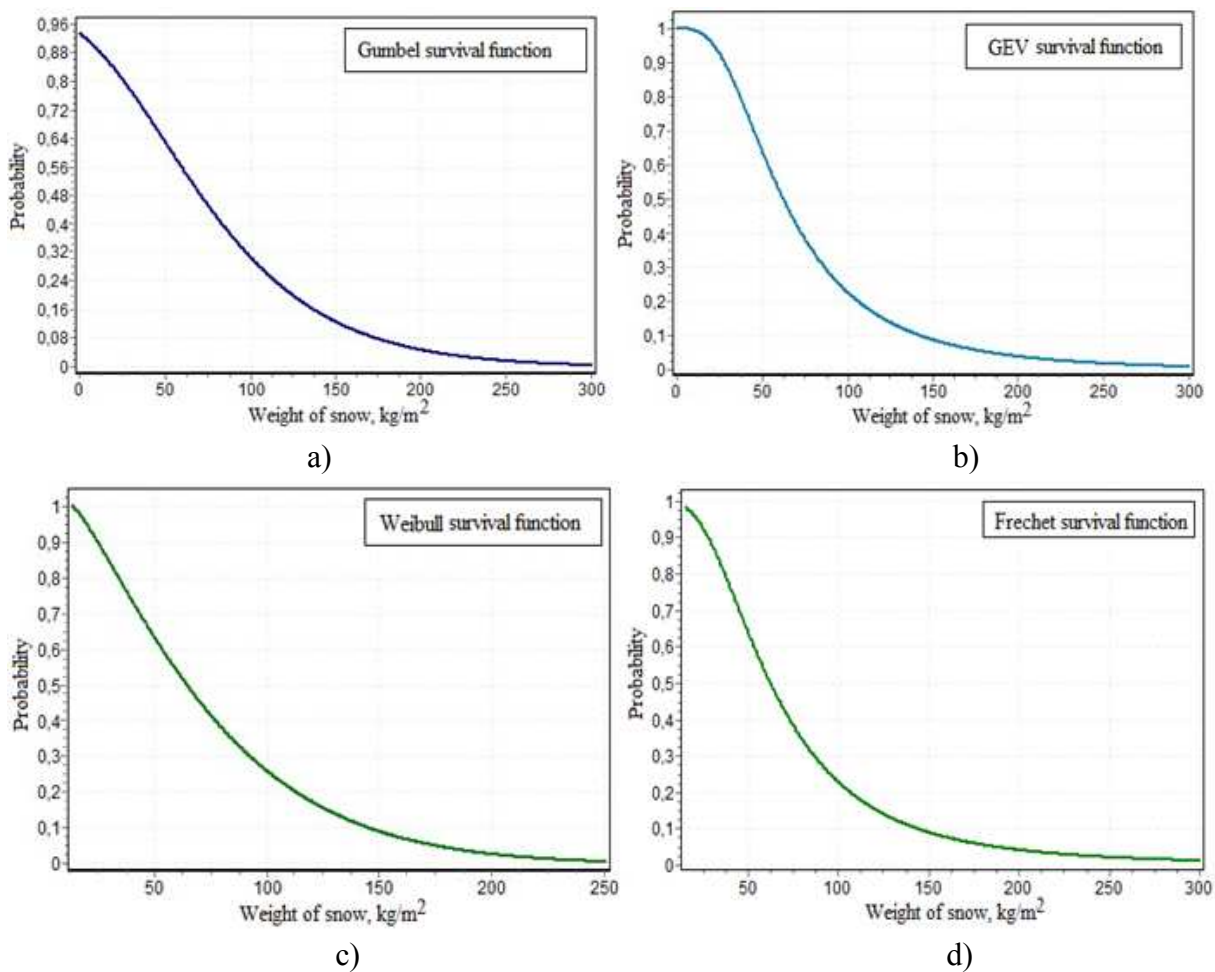 Gumbel survival function
0,96
0,88
0,8
0,72
0,64
0,56
0,48
0,4
0,32
0,24
0,16
0,08
0
Probability
0 50 100 150 200 250 300
Weight of snow, kg/m²
a)
GEV survival function
1
0,9
0,8
0,7
0,6
0,5
0,4
0,3
0,2
0,1
0
Probability
0 50 100 150 200 250 300
Weight of snow, kg/m²
b)
Weibull survival function
1
0,9
0,8
0,7
0,6
0,5
0,4
0,3
0,2
0,1
0
Probability
50 100 150 200 250
Weight of snow, kg/m²
c)
Frechet survival function
1
0,9
0,8
0,7
0,6
0,5
0,4
0,3
0,2
0,1
0
Probability
50 100 150 200 250 300
Weight of snow, kg/m²
d)